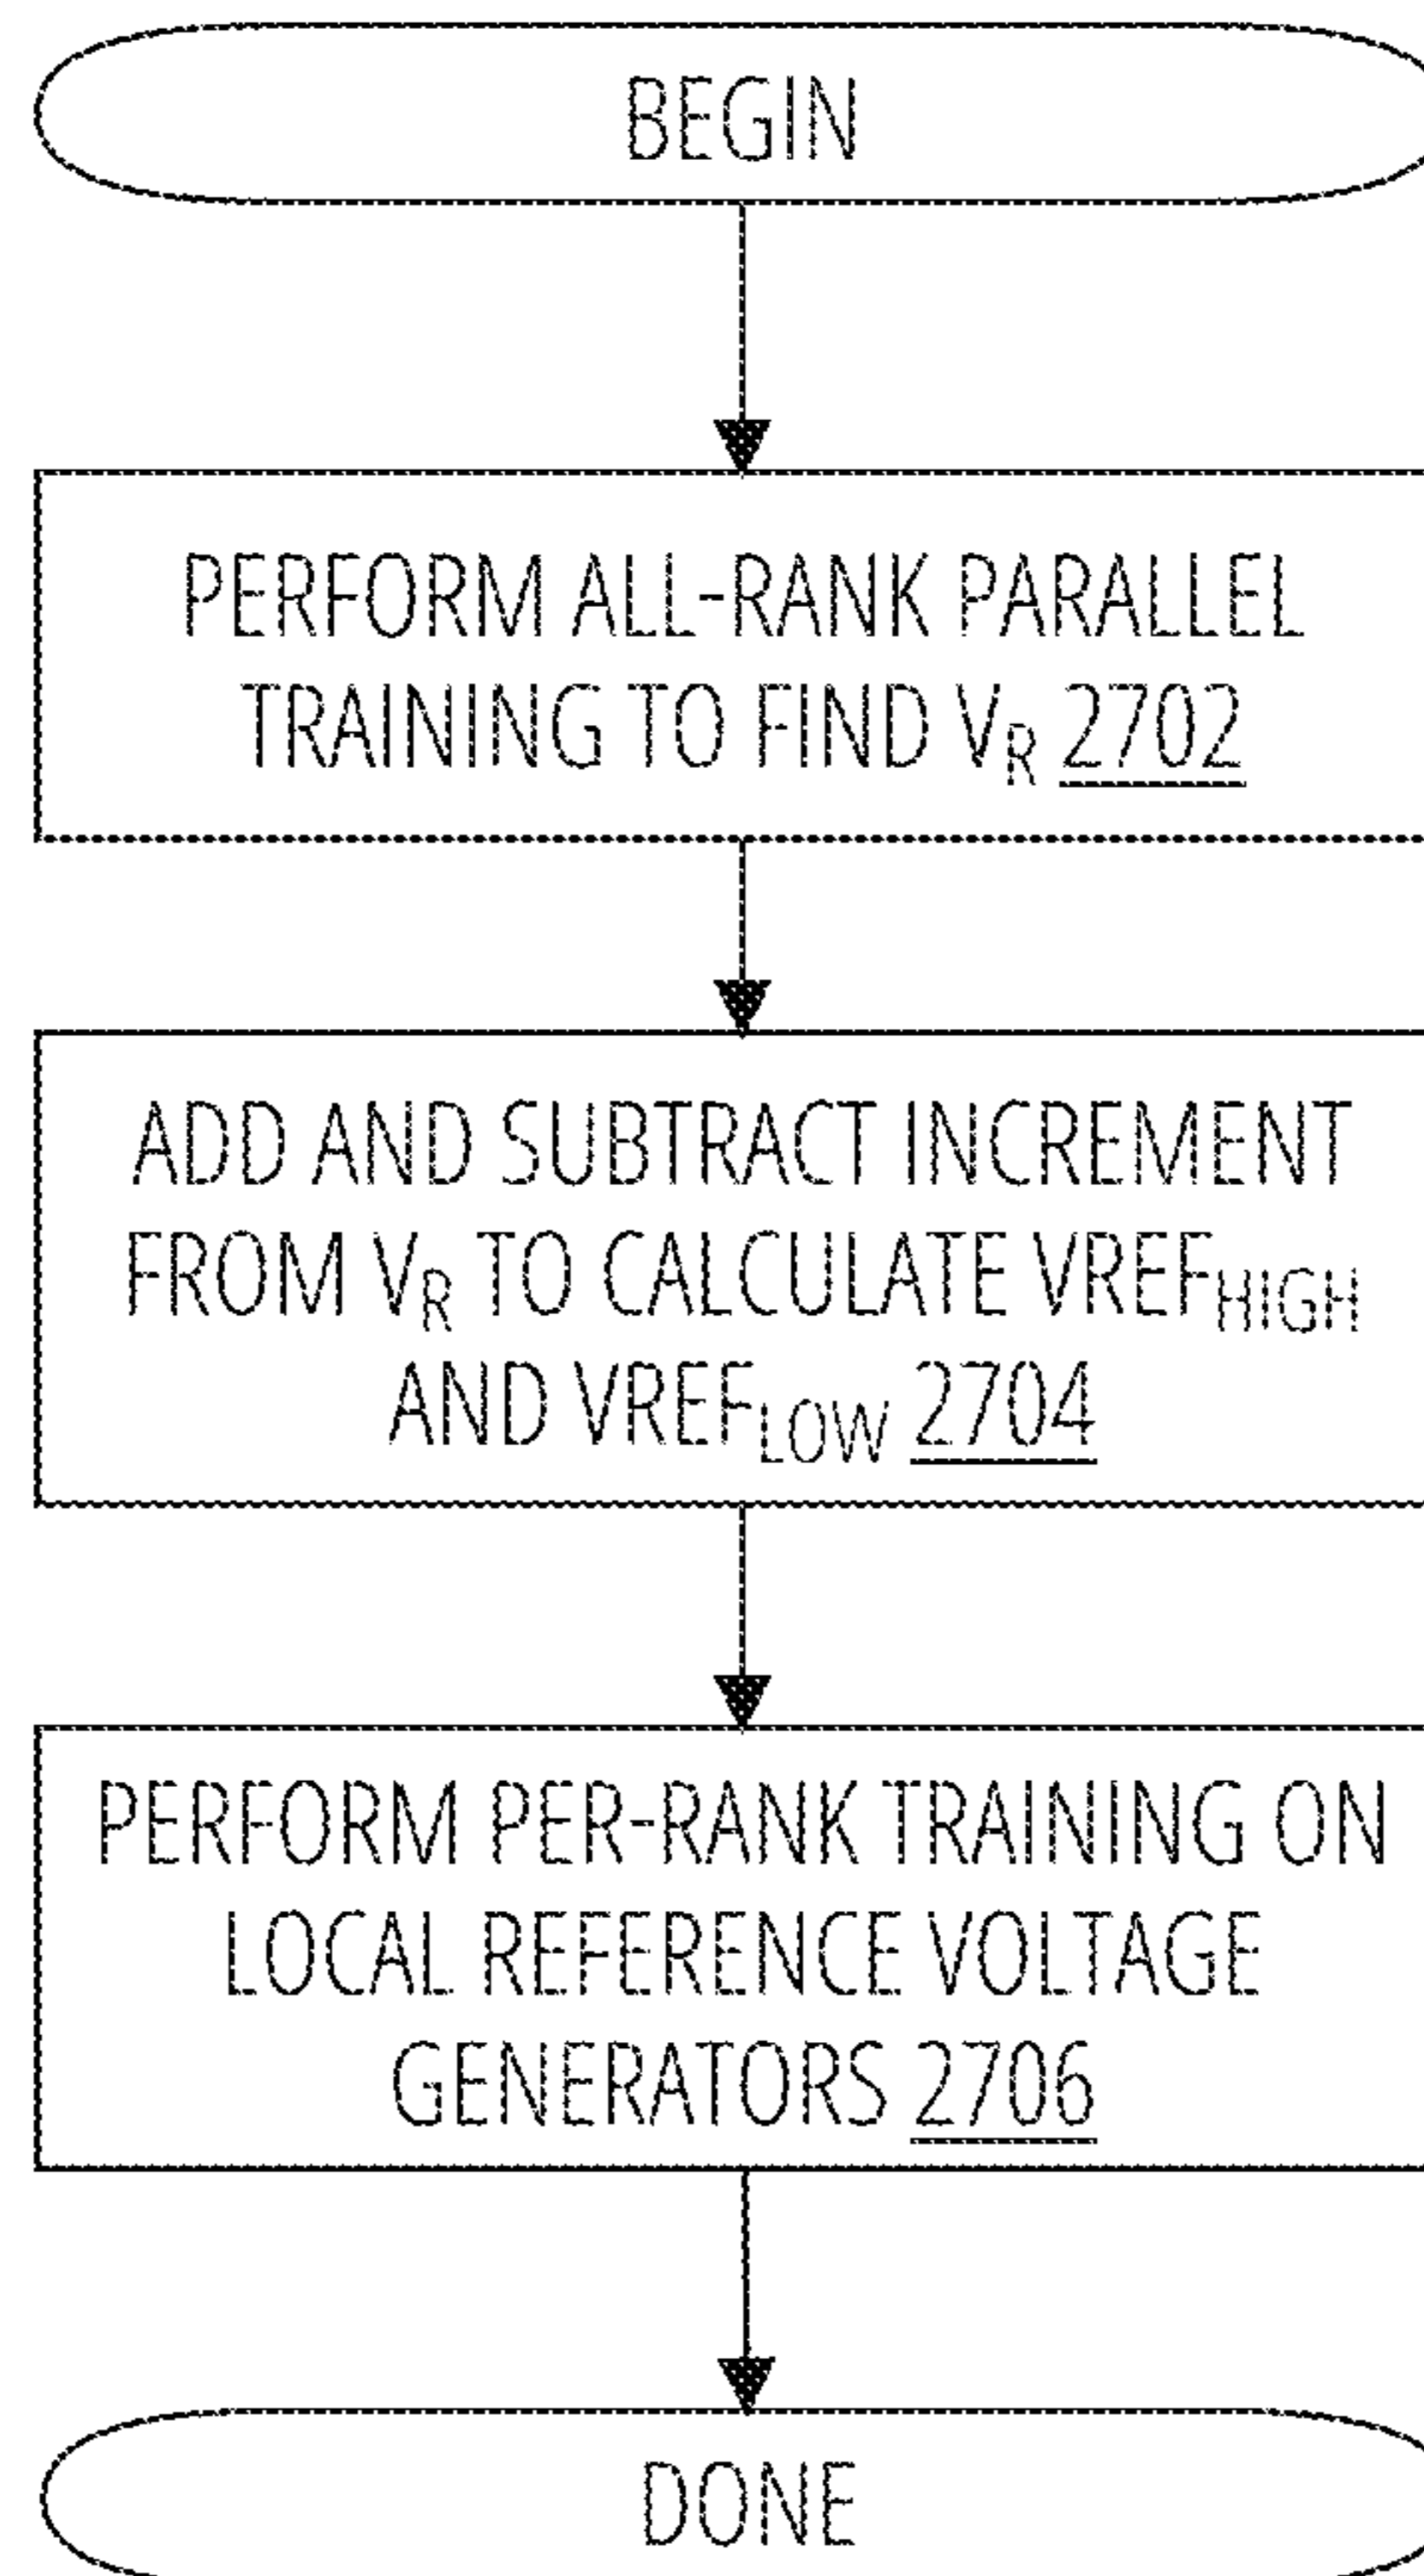 BEGIN
PERFORM ALL-RANK PARALLEL
TRAINING TO FIND VR 2702
ADD AND SUBTRACT INCREMENT
FROM VR TO CALCULATE VREFHIGH
AND VREFLOW 2704
PERFORM PER-RANK TRAINING ON
LOCAL REFERENCE VOLTAGE
GENERATORS 2706
DONE